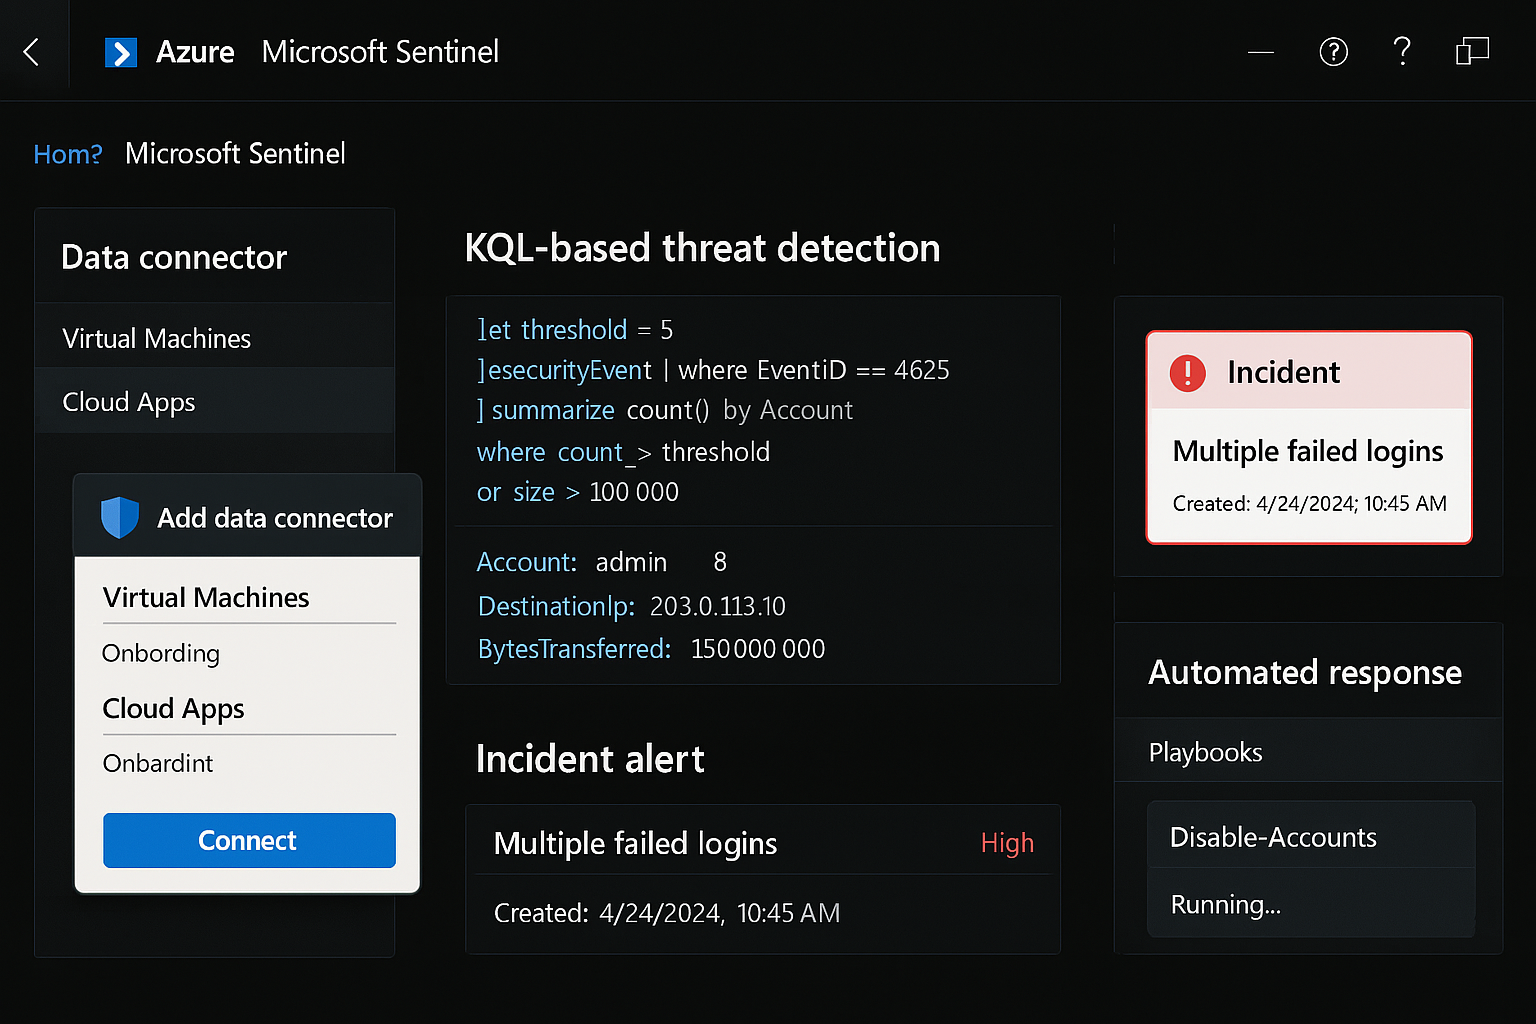 Azure Microsoft Sentinel
Hom? Microsoft Sentinel
Data connector
Virtual Machines
Cloud Apps
Add data connector
Virtual Machines
Onbording
Cloud Apps
Onbardint
Connect
KQL-based threat detection
]let threshold = 5
]esecurityEvent | where EventiD == 4625
] summarize count() by Account
where count_> threshold
or size > 100 000
Account: admin 8
DestinationIp: 203.0.113.10
BytesTransferred: 150 000 000
Incident alert
Multiple failed logins High
Created: 4/24/2024, 10:45 AM
Incident
Multiple failed logins
Created: 4/24/2024; 10:45 AM
Automated response
Playbooks
Disable-Accounts
Running...